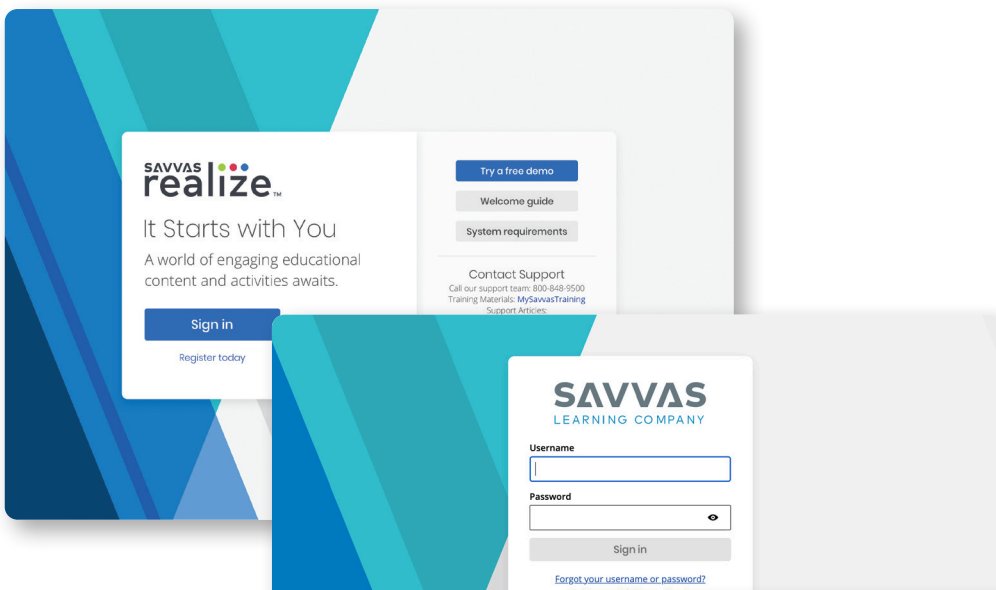 SAVVAS
realize™
It Starts with You
A world of engaging educational
content and activities awaits.
Sign in
Register today
Try a free demo
Welcome guide
System requirements
Contact Support
Call our support team: 800-848-9500
Training Materials: MySavvasTraining
Support Articles:
SAVVAS
LEARNING COMPANY
Username
Password
Sign in
Forgot your username or password?